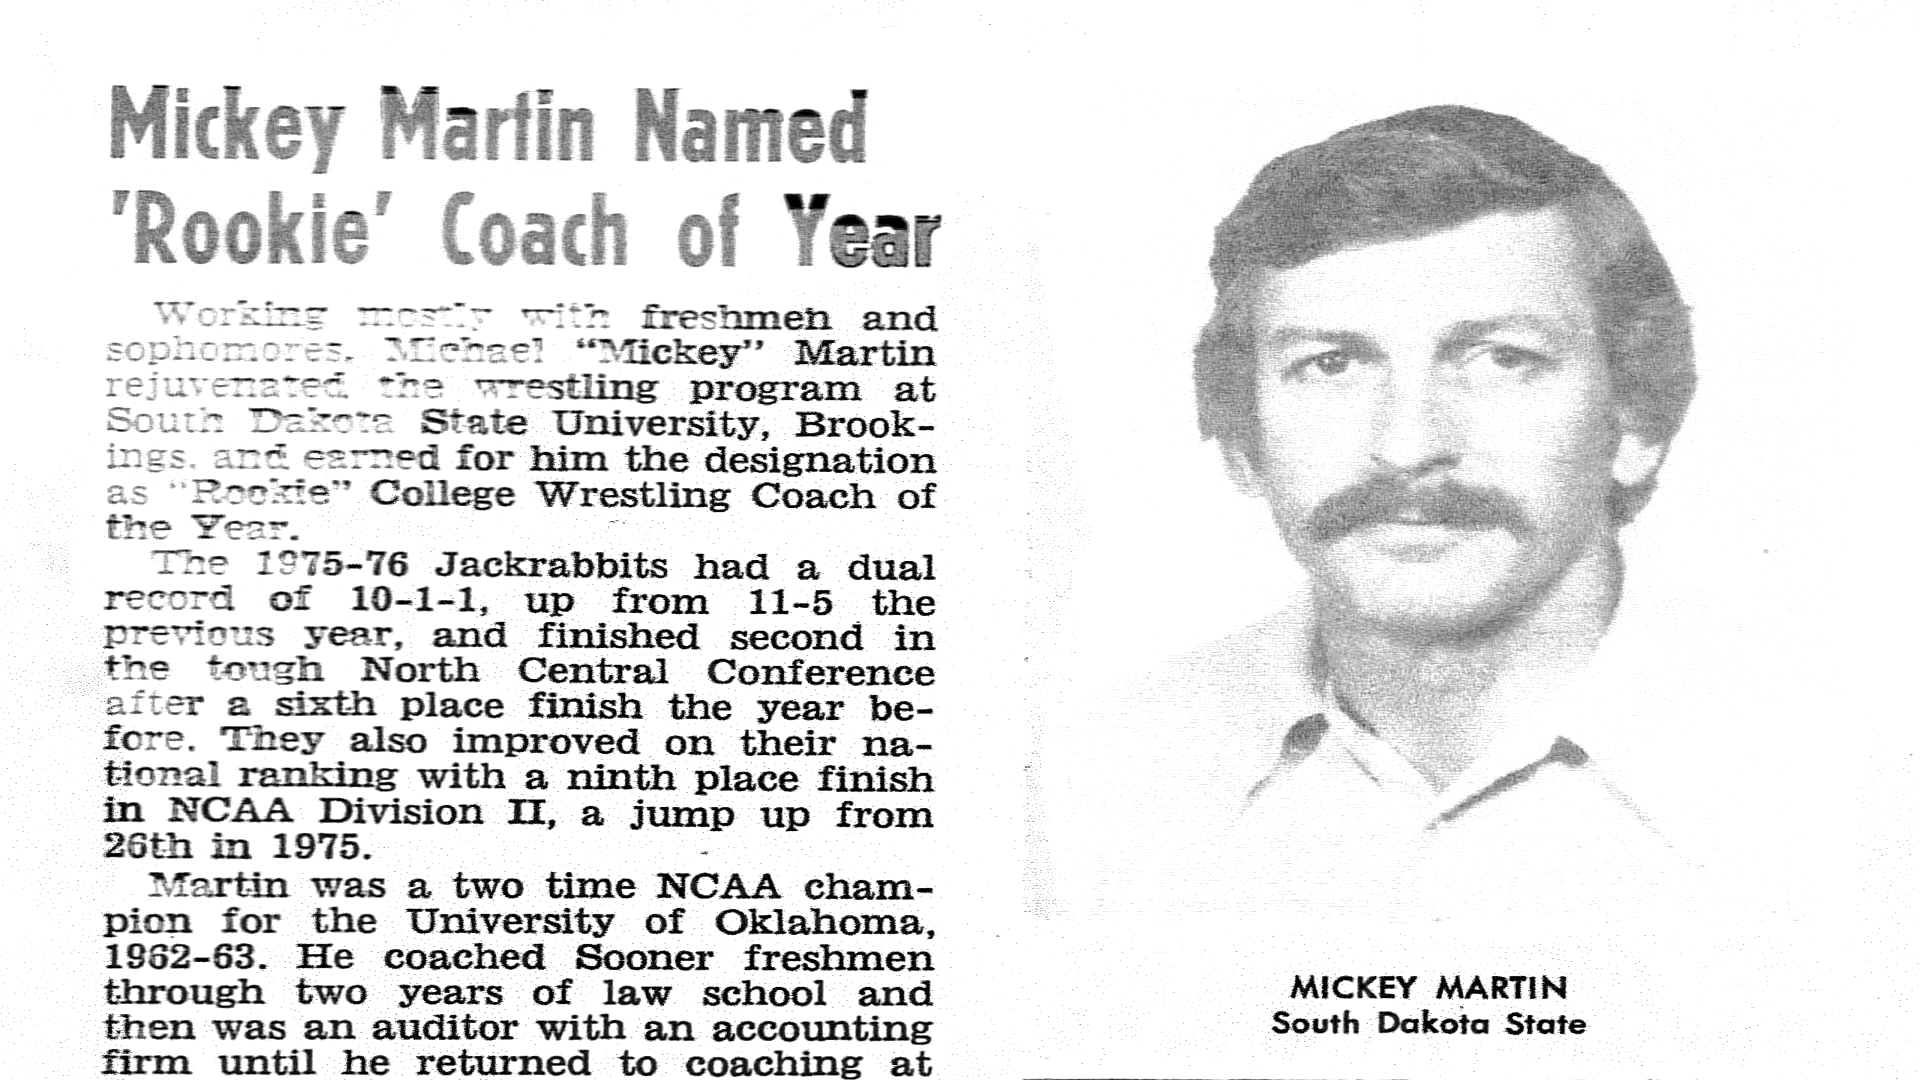 Mickey Martin Named
'Rookie' Coach of Year
Working mostly with freshmen and
sophomores, Michael “Mickey” Martin
rejuvenated the wrestling program at
South Dakota State University, Brook-
ings, and earned for him the designation
as “Rookie” College Wrestling Coach of
the Year.
The 1975-76 Jackrabbits had a dual
record of 10-1-1, up from 11-5 the
previous year, and finished second in
the tough North Central Conference
after a sixth place finish the year be-
fore. They also improved on their na-
tional ranking with a ninth place finish
in NCAA Division II, a jump up from
26th in 1975.
Martin was a two time NCAA cham-
pion for the University of Oklahoma,
1962-63. He coached Sooner freshmen
through two years of law school and
then was an auditor with an accounting
firm until he returned to coaching at
MICKEY MARTIN
South Dakota State